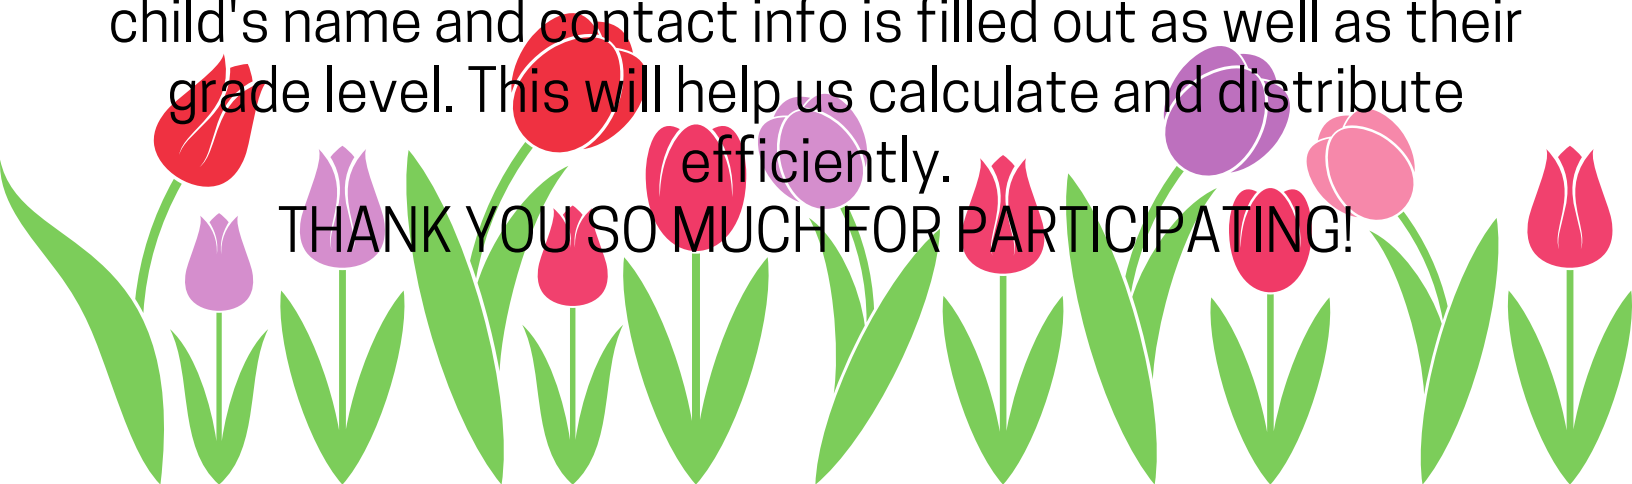 child's name and contact info is filled out as well as their
grade level. This will help us calculate and distribute
efficiently.
THANK YOU SO MUCH FOR PARTICIPATING!